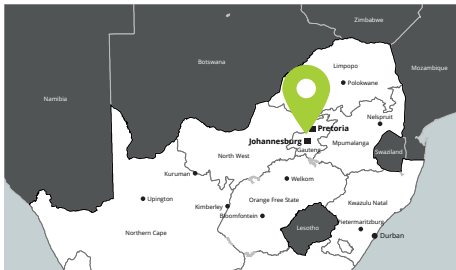 Zimbabwe
Botswana
Mozambique
Limpopo
Polokwane
Namibia
Nelspruit
Pretoria
Johannesburg
Mpumalanga
Gauteng
North West
Swaziland
Kuruman
Welkom
Upington
Orange Free State
Kwazulu Natal
Kimberley
Bloemfontein
Pietermaritzburg
Lesotho
Northern Cape
Durban